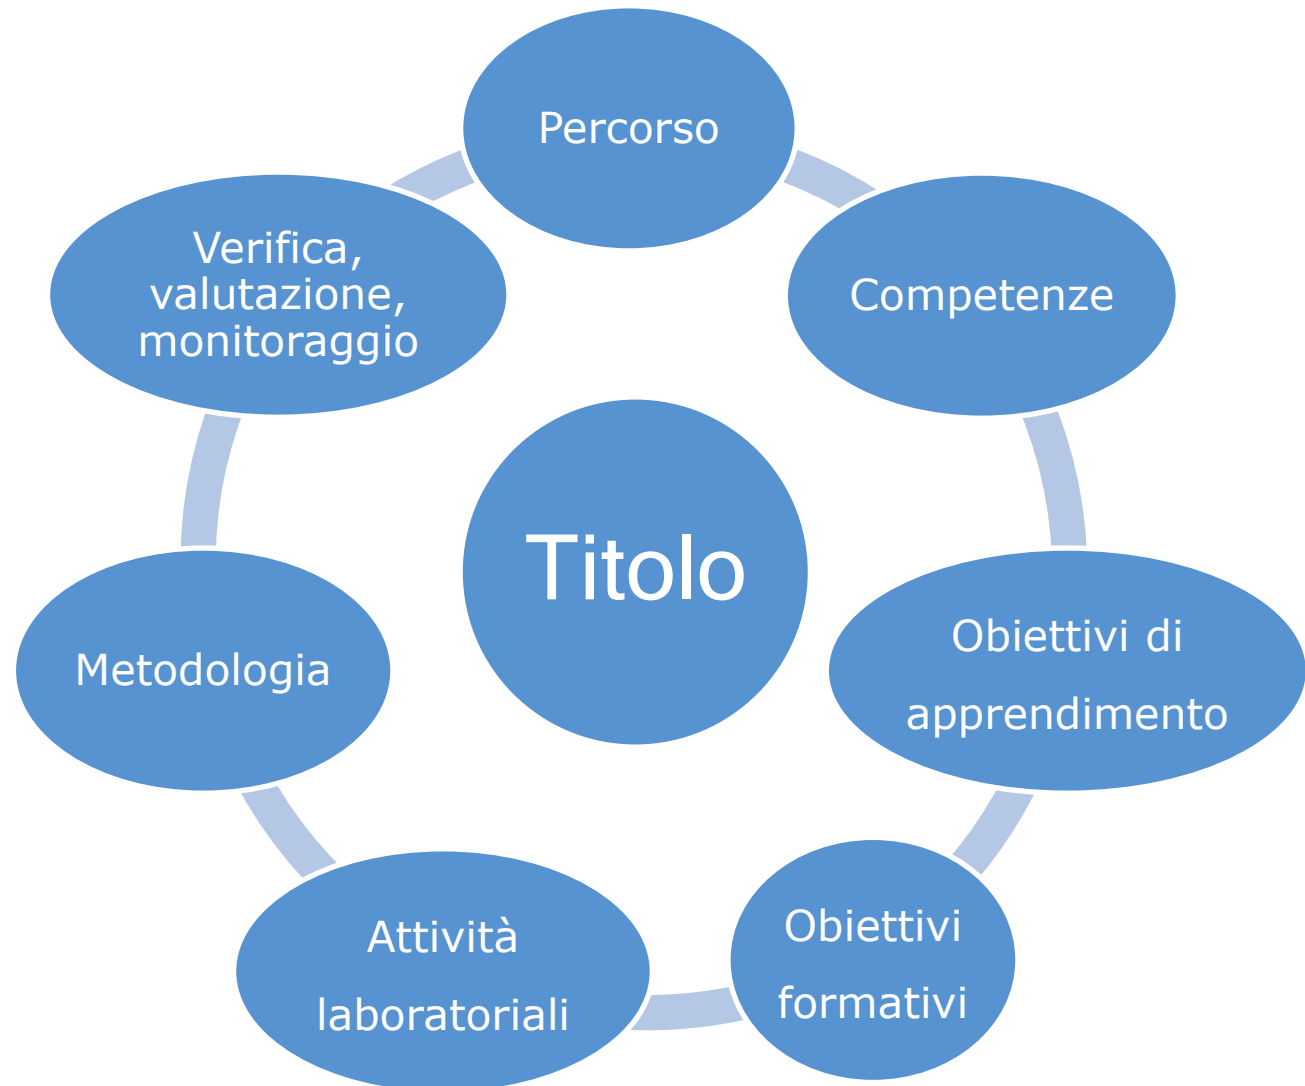 Percorso
Competenze
Obiettivi di
apprendimento
Obiettivi
formativi
Attività
laboratoriali
Metodologia
Verifica,
valutazione,
monitoraggio
Titolo